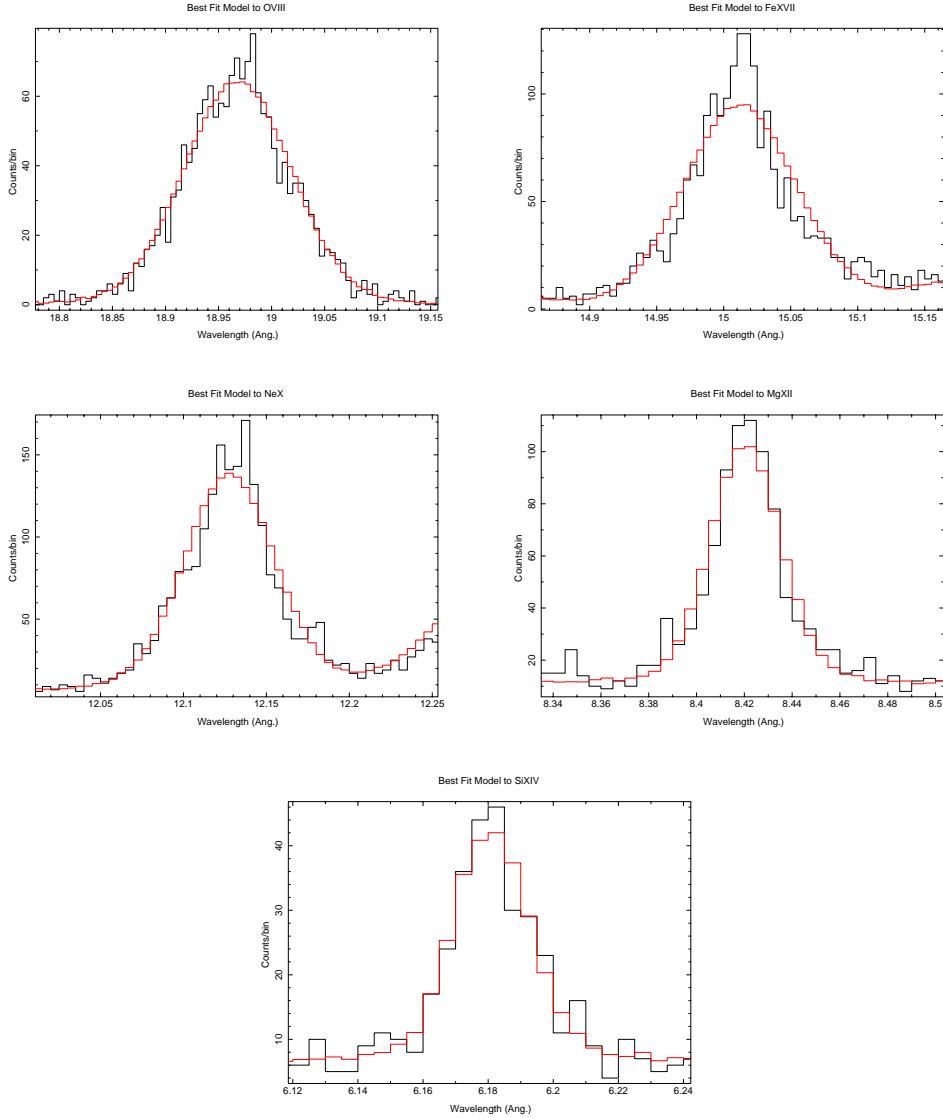 Best Fit Model to OVIII
Counts/bin
0 20 40 60
18.8 18.85 18.9 18.95 19 19.05 19.1 19.15
Wavelength (Ang.)
Best Fit Model to FeXVII
Counts/bin
0 50 100
14.9 14.95 15 15.05 15.1 15.15
Wavelength (Ang.)
Best Fit Model to NeX
Counts/bin
50 100 150
12.05 12.1 12.15 12.2 12.25
Wavelength (Ang.)
Best Fit Model to MgXII
Counts/bin
20 40 60 80 100
8.34 8.36 8.38 8.4 8.42 8.44 8.46 8.48 8.5
Wavelength (Ang.)
Best Fit Model to SiXIV
Counts/bin
10 20 30 40
6.12 6.14 6.16 6.18 6.2 6.22 6.24
Wavelength (Ang.)